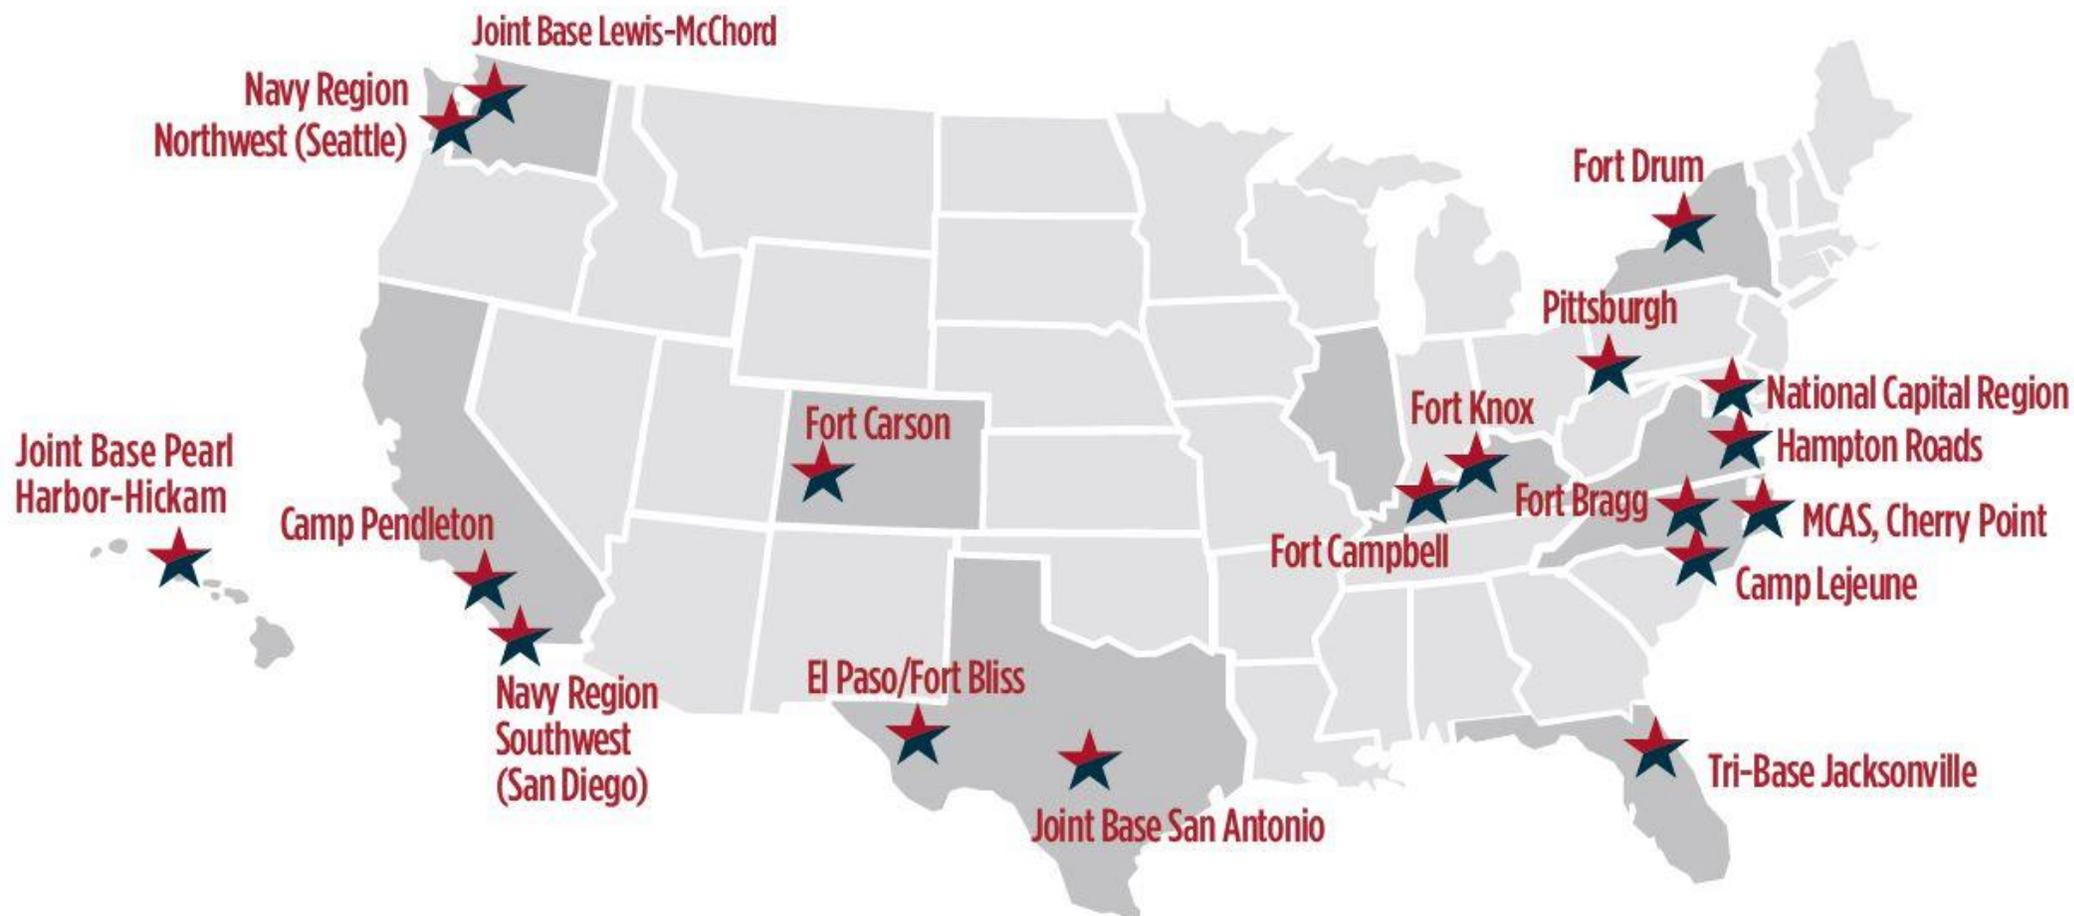 Joint Base Lewis-McChord
Navy Region
Northwest (Seattle)
Fort Drum
Pittsburgh
National Capital Region
Fort Knox
Fort Carson
Hampton Roads
Joint Base Pearl
Harbor-Hickam
Camp Pendleton
Fort Bragg
MCAS, Cherry Point
Fort Campbell
Camp Lejeune
El Paso/Fort Bliss
Navy Region
Southwest
(San Diego)
Tri-Base Jacksonville
Joint Base San Antonio